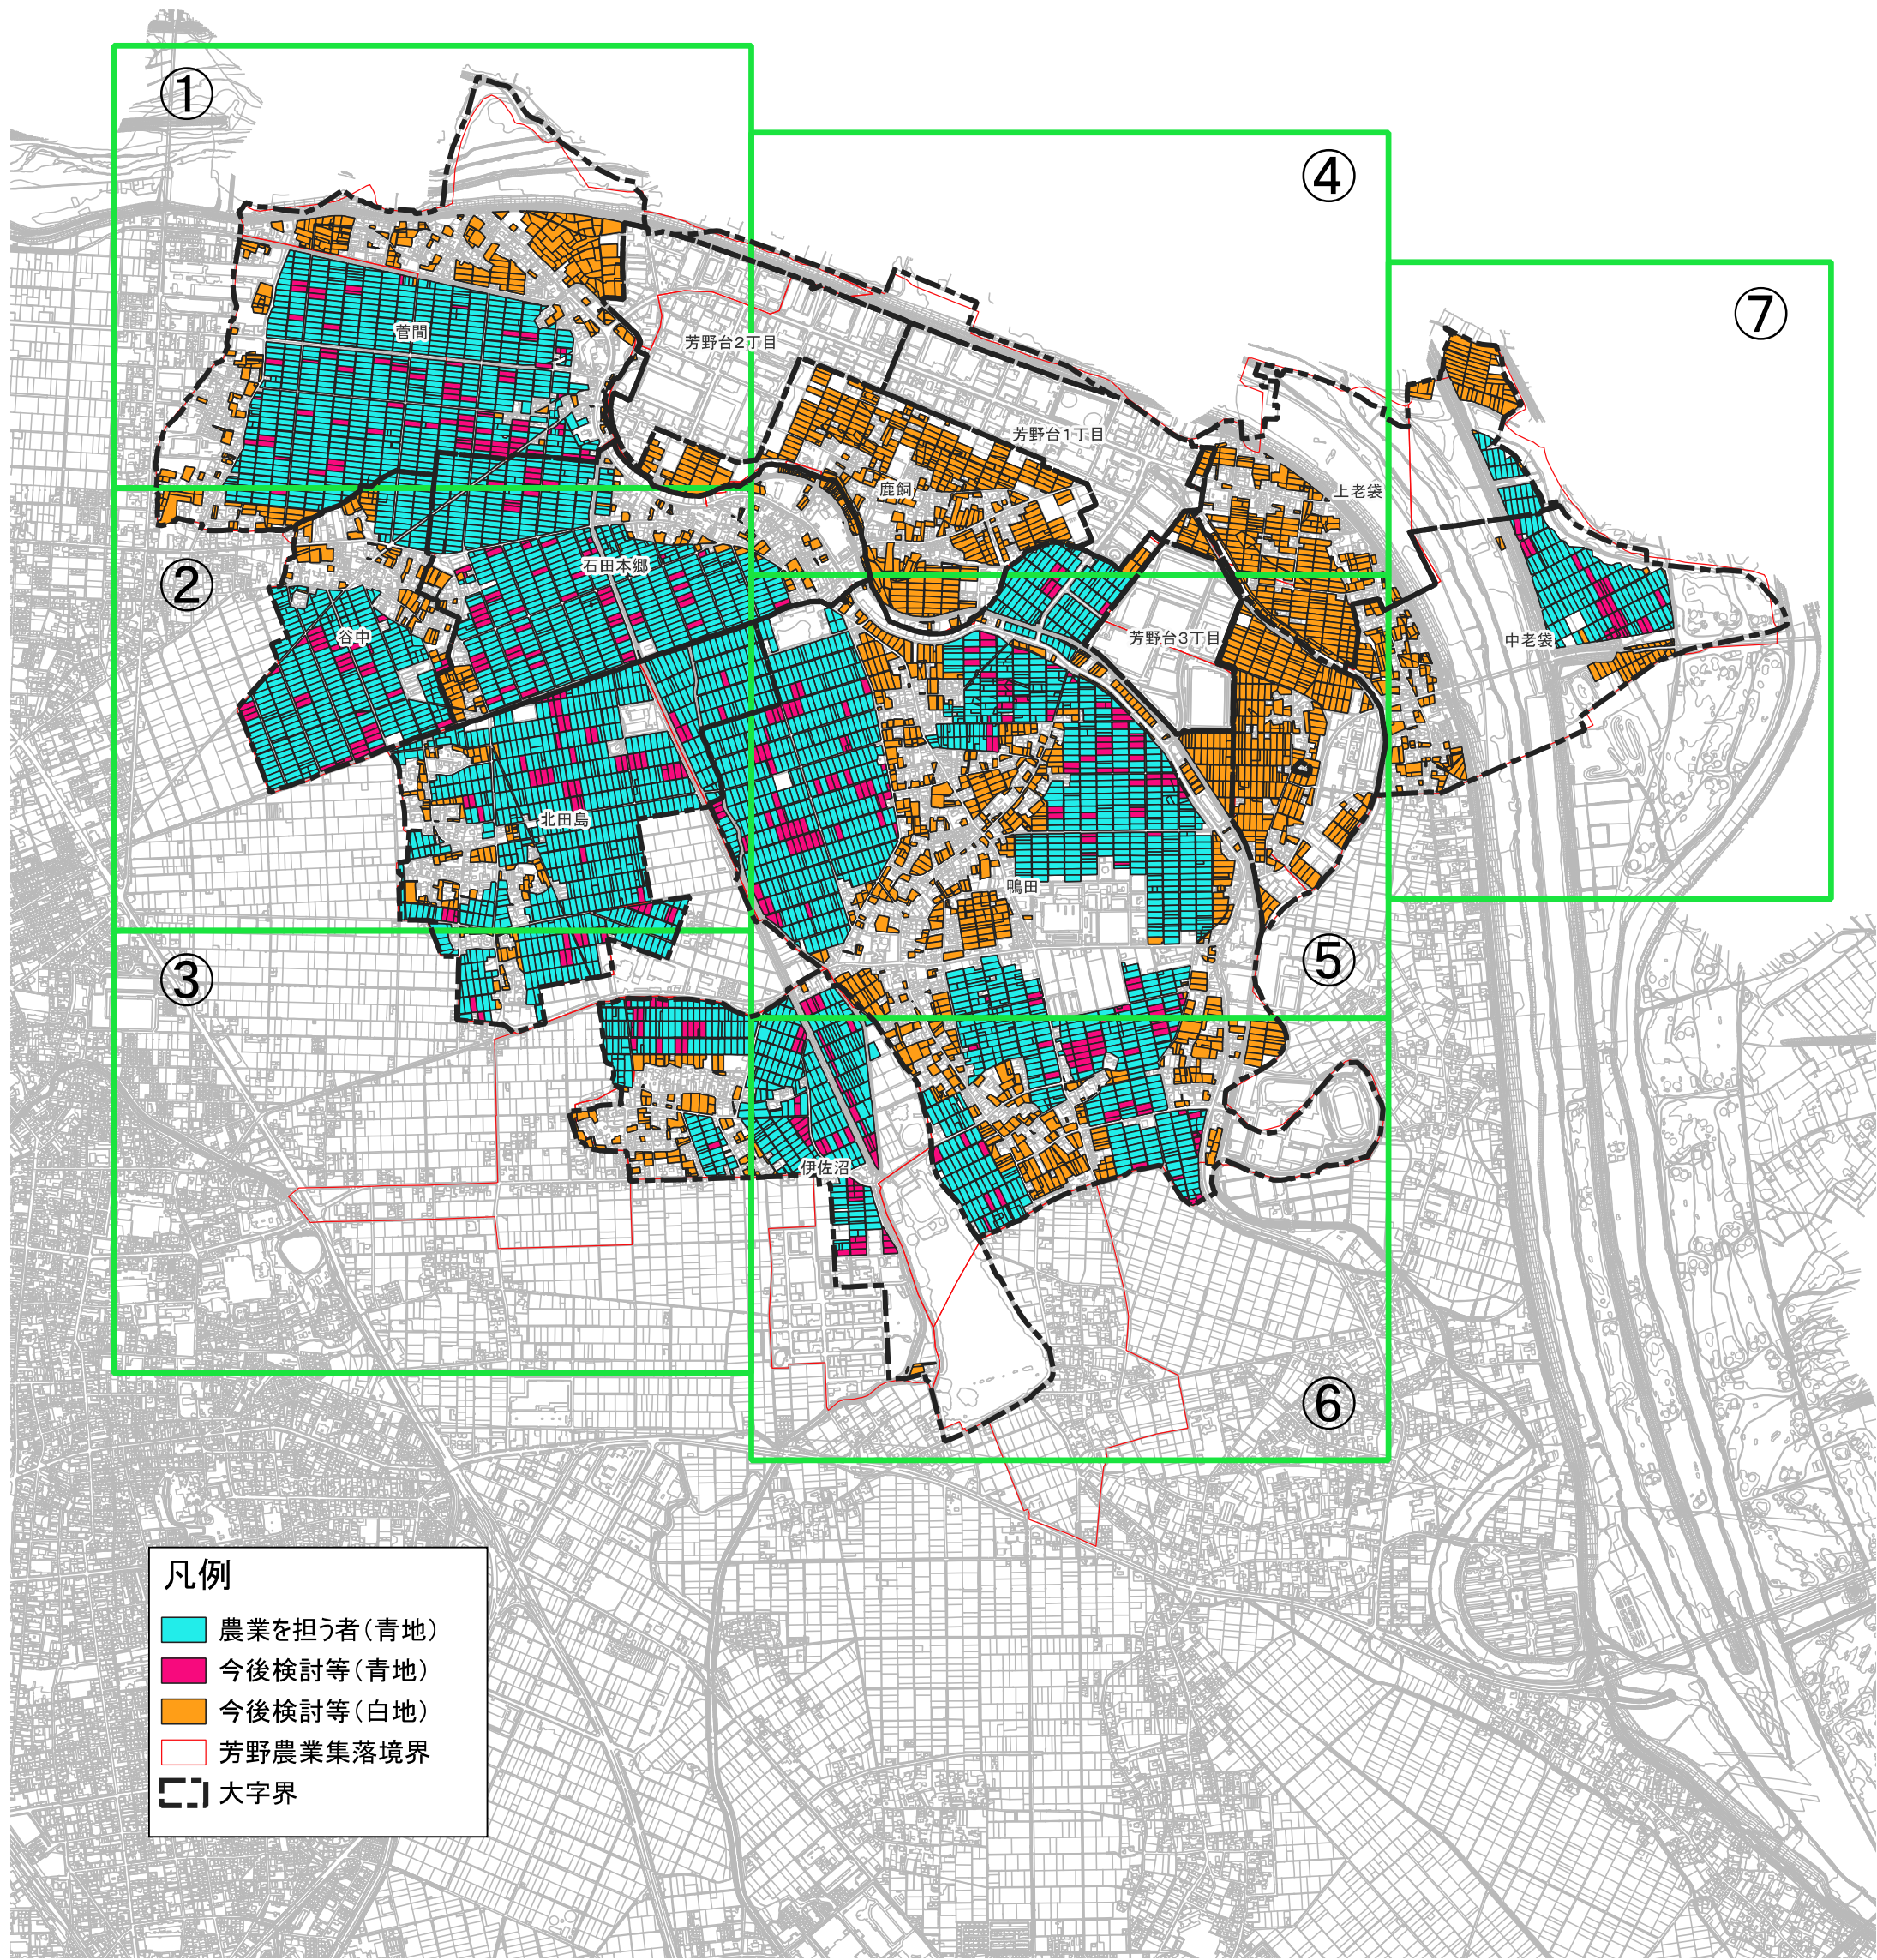 ①
④
⑦
菅間
芳野台2丁目
芳野台1丁目
鹿飼
上老袋
②
石田本郷
谷中
芳野台3丁目
中老袋
北田島
鴨田
③
⑤
伊佐沼
⑥
凡例
農業を担う者(青地)
今後検討等(青地)
今後検討等(白地)
芳野農業集落境界
大字界